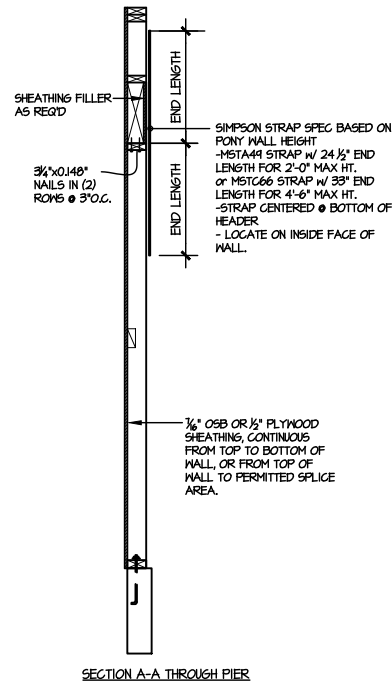 SHEATHING FILLER
AS REQ'D
END LENGTH
SIMPSON STRAP SPEC BASED ON
PONY WALL HEIGHT
-MSTA49 STRAP W/ 24 ½" END
LENGTH FOR 2'-0" MAX HT.
or MSTC66 STRAP W/ 33" END
LENGTH FOR 4'-6" MAX HT.
-STRAP CENTERED @ BOTTOM OF
HEADER
- LOCATE ON INSIDE FACE OF
WALL.
3¼"x0.148"
NAILS IN (2)
ROWS @ 3"O.C.
END LENGTH
7/16" OSB OR ½" PLYWOOD
SHEATHING, CONTINUOUS
FROM TOP TO BOTTOM OF
WALL, OR FROM TOP OF
WALL TO PERMITTED SPLICE
AREA.
SECTION A-A THROUGH PIER